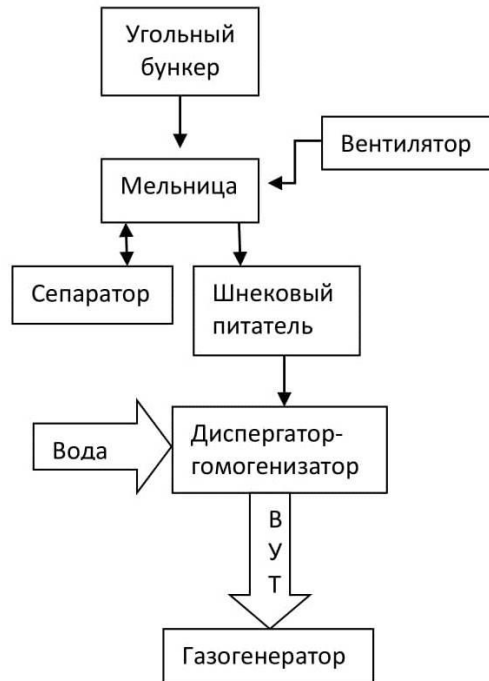 Угольный
бункер
Вентилятор
Мельница
Сепаратор
Шнековый
питатель
Вода
Диспергатор-
гомогенизатор
В
У
Т
Газогенератор